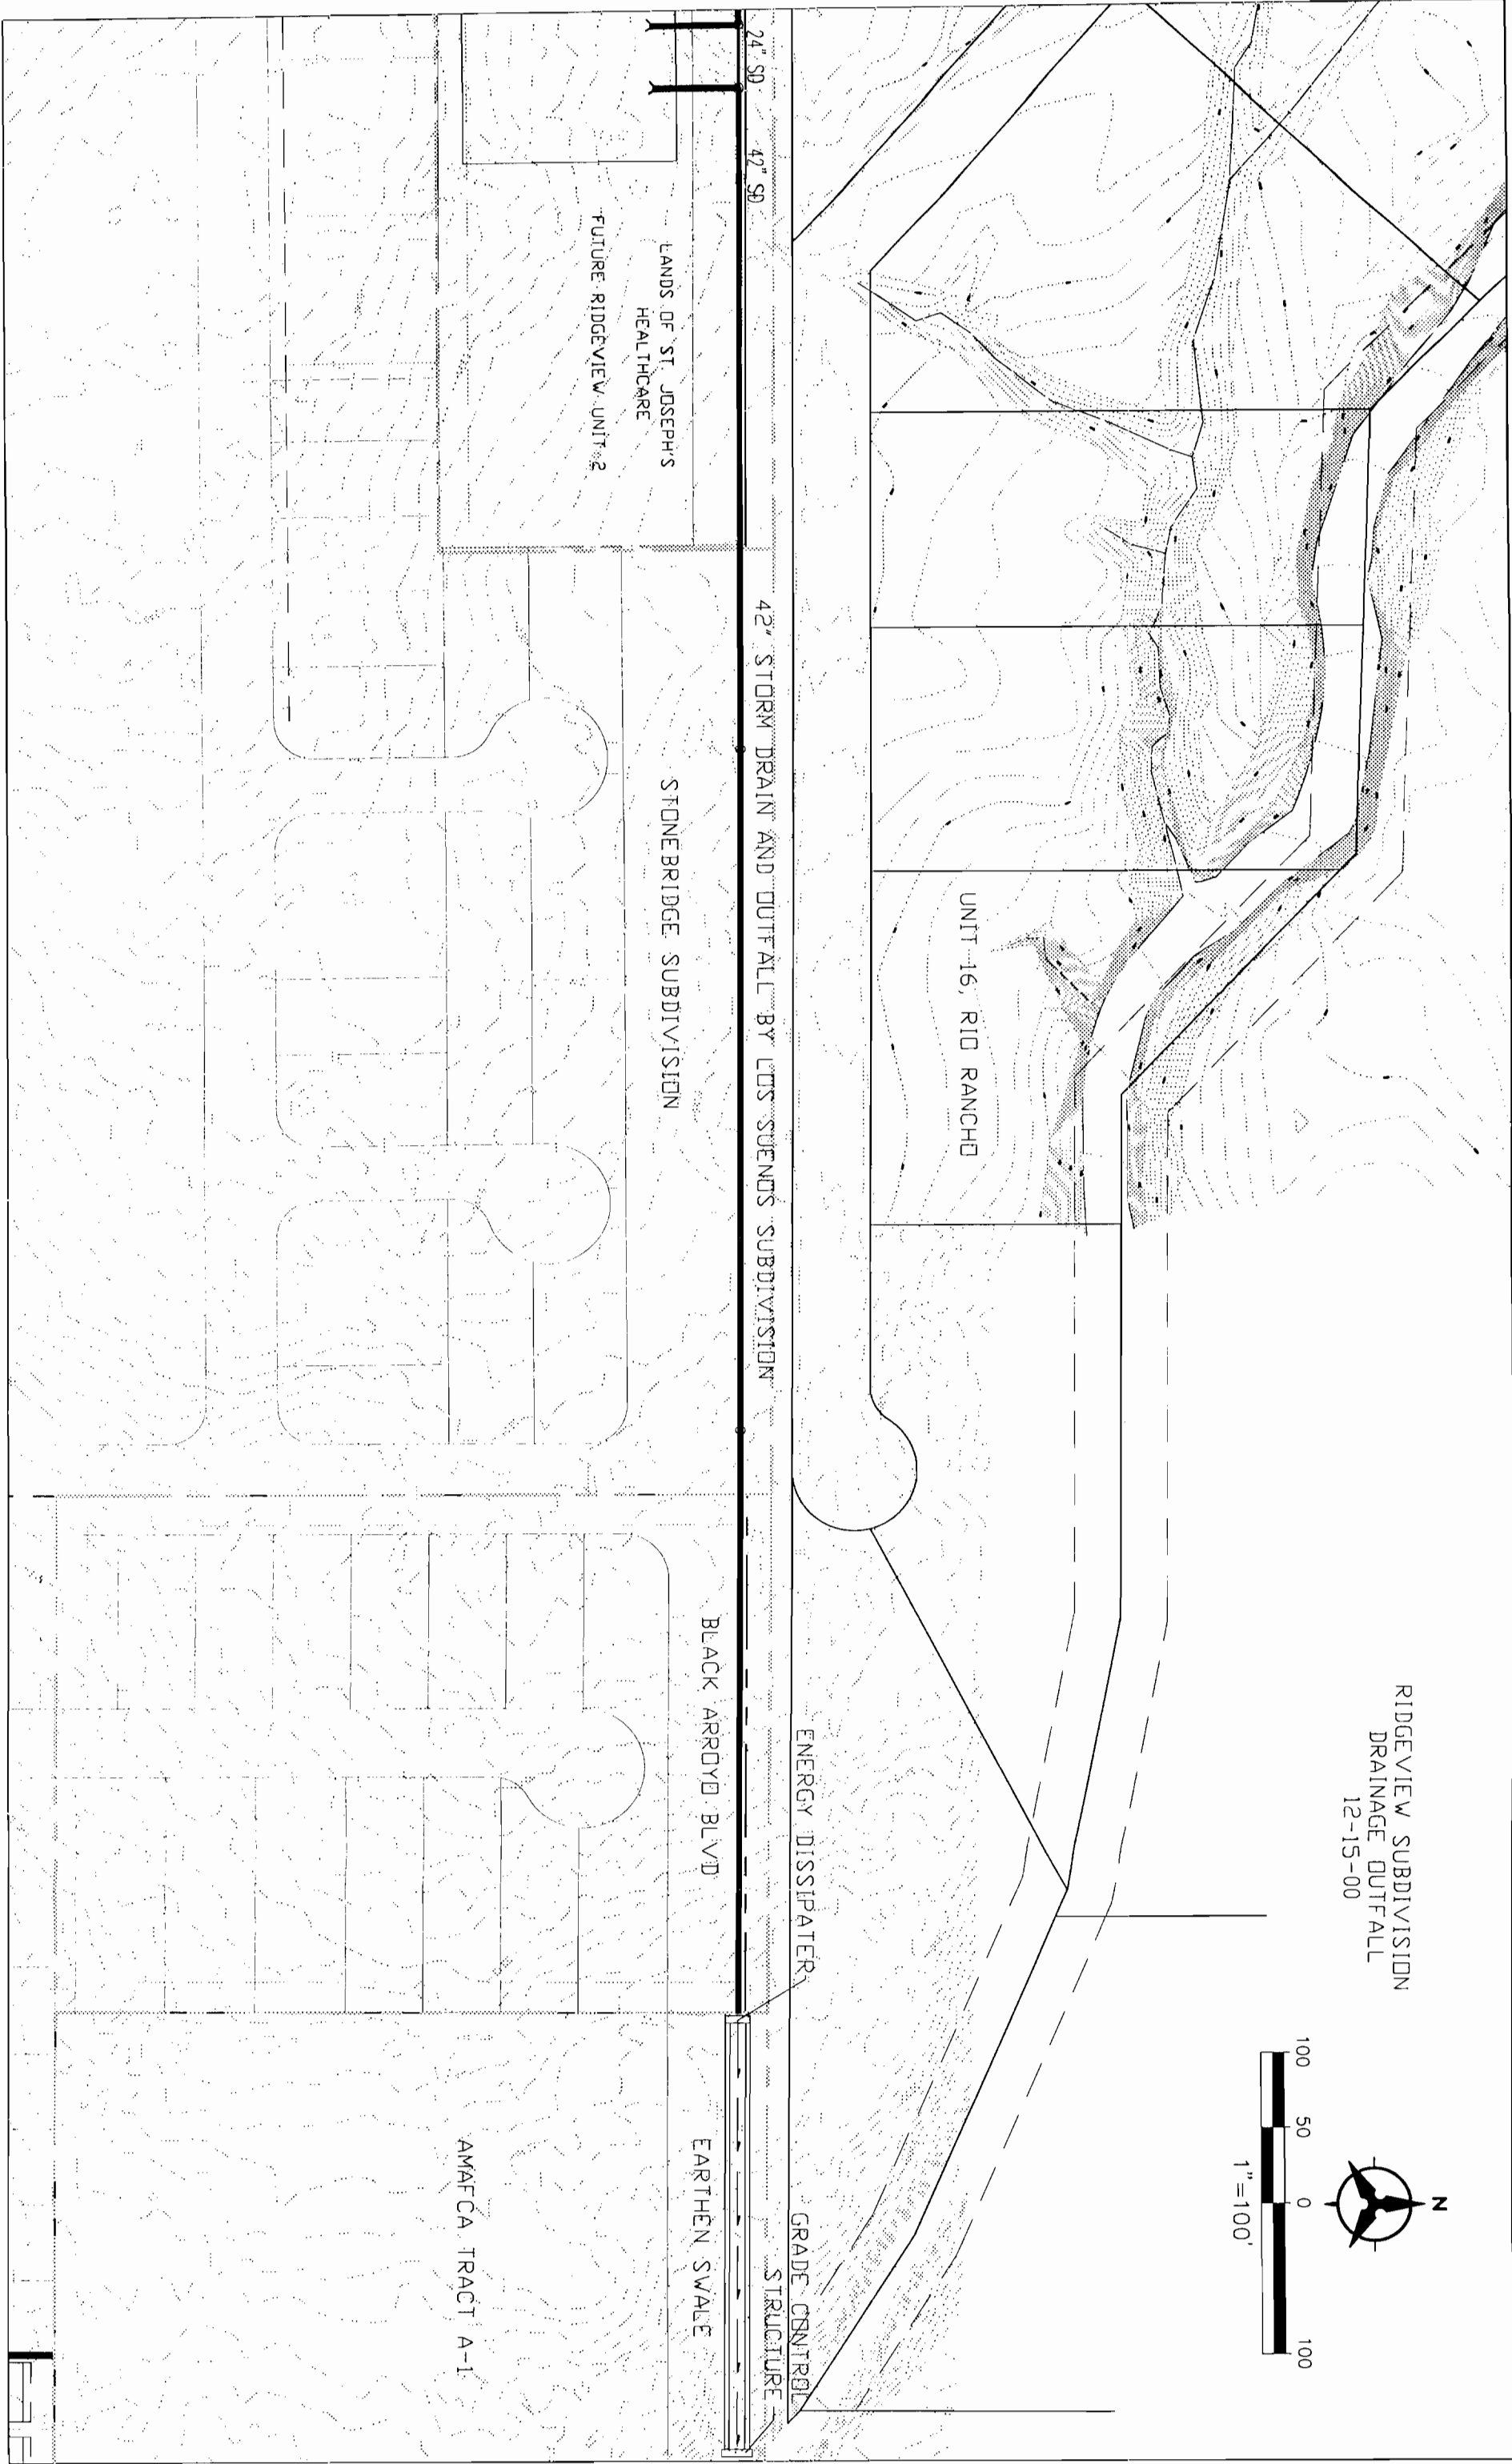 RIDGEVIEW SUBDIVISION
DRAINAGE OUTFALL
12-15-00
N
100 50 0 100
1"=100'
UNIT 16, RIO RANCHO
24" SD
42" SD
42" STORM DRAIN AND OUTFALL BY LOS SUENOS SUBDIVISION
ENERGY DISSIPATER
GRADE CONTROL
STRUCTURE
LANDS OF ST. JOSEPH'S
HEALTHCARE
FUTURE RIDGEVIEW UNIT 2
STONEBRIDGE SUBDIVISION
BLACK ARROYO BLVD
EARTHEN SWALE
AMAFCA TRACT A-1